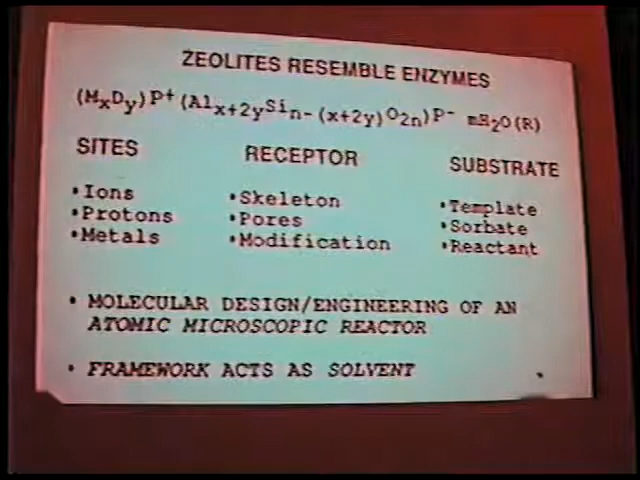 ZEOLITES RESEMBLE ENZYMES
(MxDy)P+(Alx+2ySin-(x+2y)O2n)P- mH2O(R)
SITES RECEPTOR SUBSTRATE
•Ions •Skeleton •Template
•Protons •Pores •Sorbate
•Metals •Modification •Reactant
• MOLECULAR DESIGN/ENGINEERING OF AN
ATOMIC MICROSCOPIC REACTOR
• FRAMEWORK ACTS AS SOLVENT